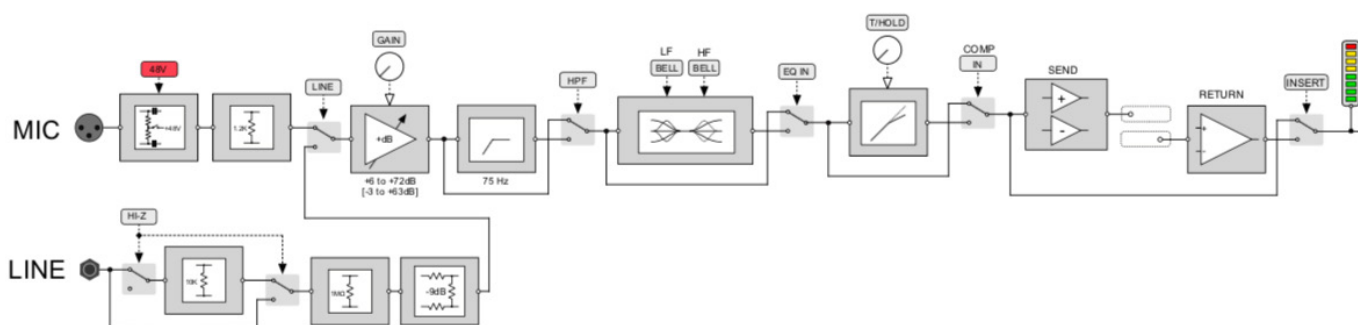 T/HOLD
GAIN
LF HF COMP
48V LINE HPF BELL BELL EQ IN IN SEND INSERT
RETURN
MIC +48V 1.2K +dB
+6 to +72dB
[-3 to +63dB]
75 Hz
HI-Z
LINE 10K 1MΩ -9dB